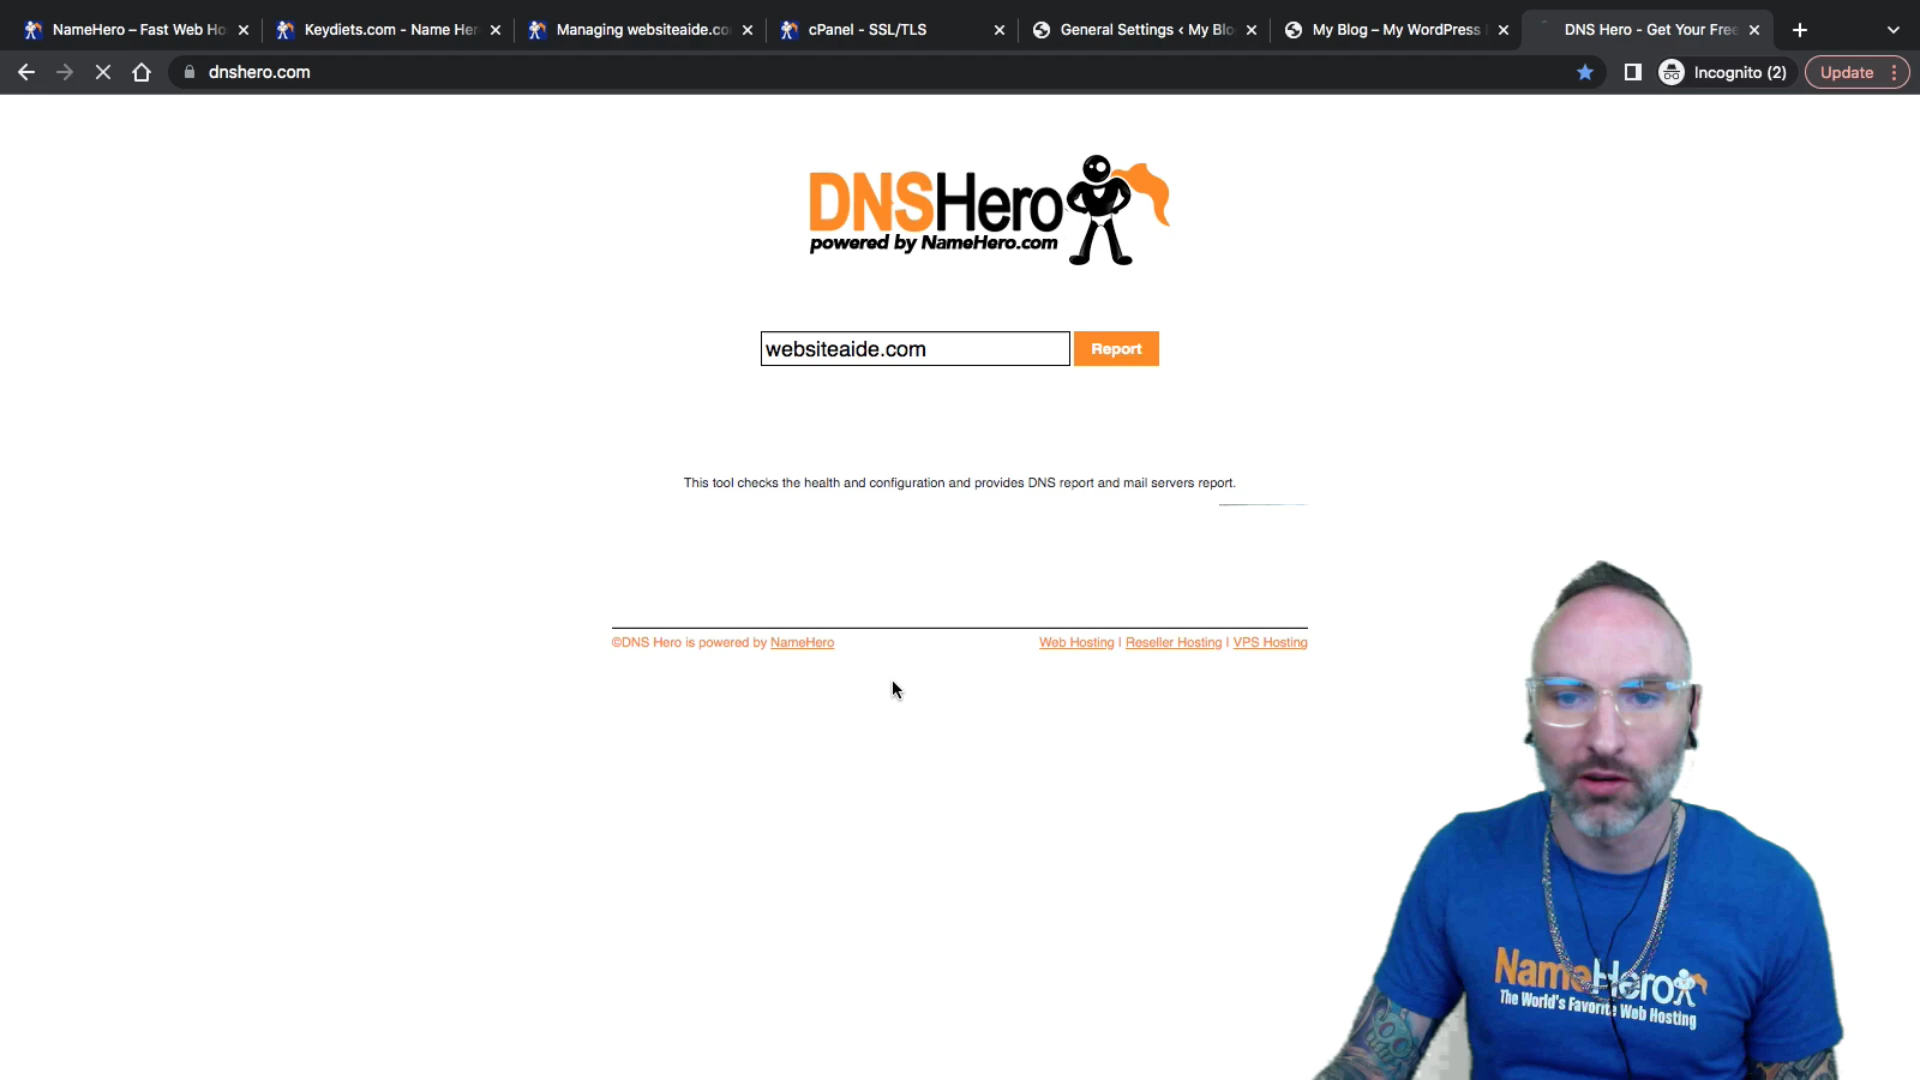 NameHero – Fast Web Ho
Keydiets.com - Name Her
Managing websiteaide.co
cPanel - SSL/TLS
General Settings ‹ My Blo
My Blog – My WordPress
DNS Hero - Get Your Free
dnshero.com
Incognito (2)
Update
DNSHero
powered by NameHero.com
websiteaide.com
Report
This tool checks the health and configuration and provides DNS report and mail servers report.
©DNS Hero is powered by NameHero
Web Hosting | Reseller Hosting | VPS Hosting
NameHero
The World's Favorite Web Hosting